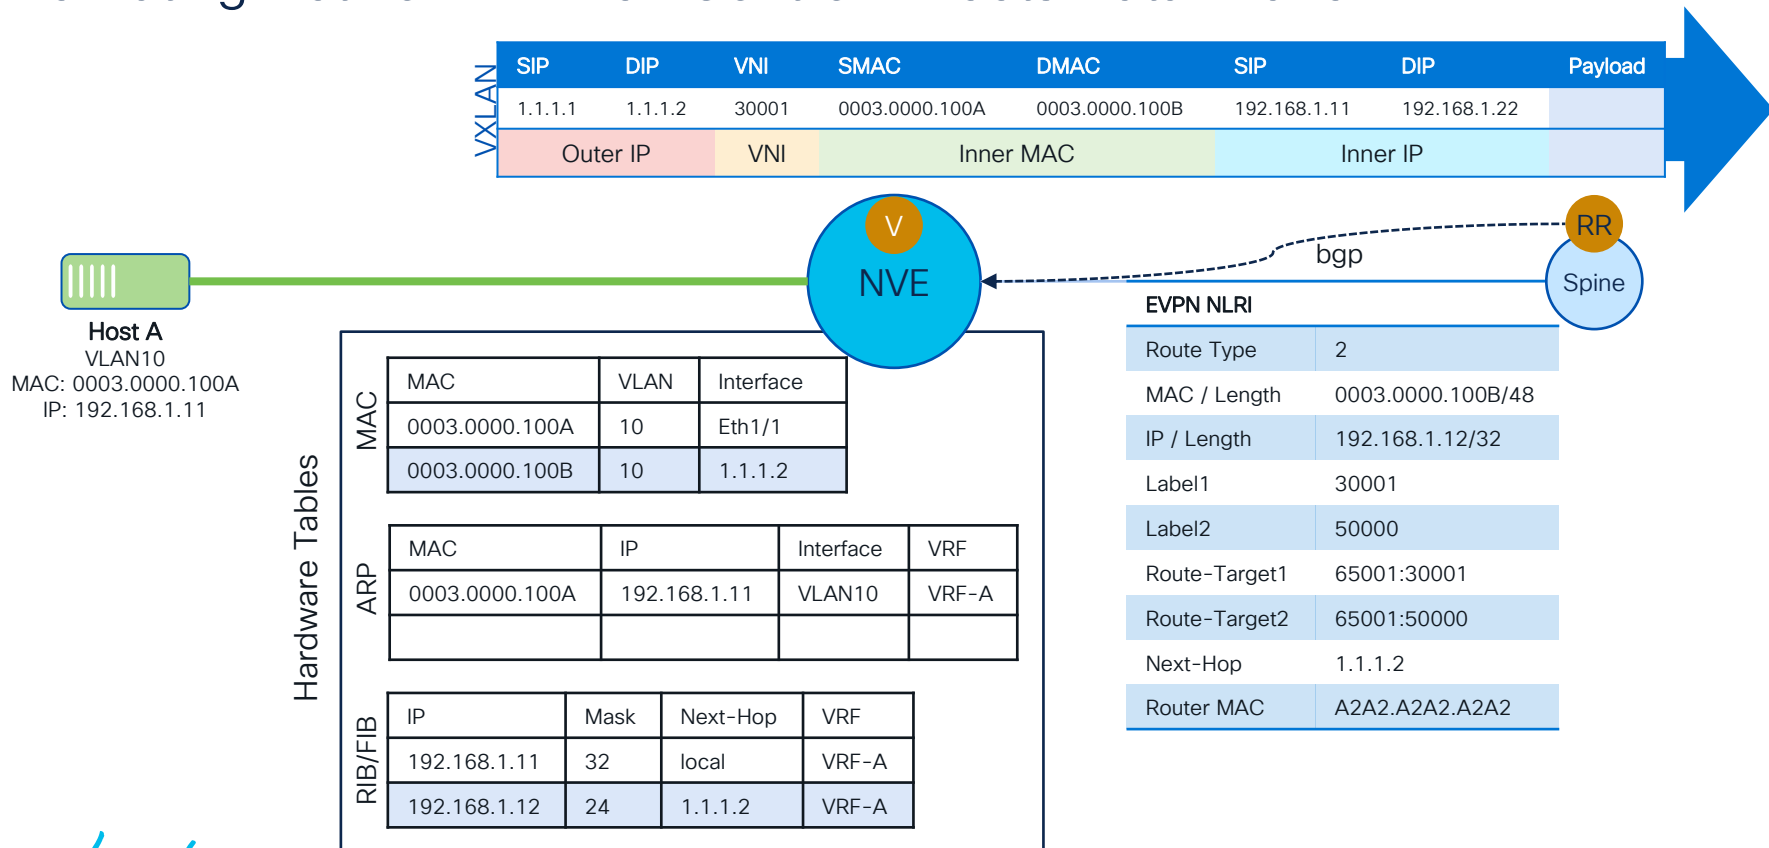 VXLAN
SIP DIP VNI SMAC DMAC SIP DIP Payload
1.1.1.1 1.1.1.2 30001 0003.0000.100A 0003.0000.100B 192.168.1.11 192.168.1.22
Outer IP VNI Inner MAC Inner IP
V
NVE
bgp
RR
Spine
Host A
VLAN10
MAC: 0003.0000.100A
IP: 192.168.1.11
Hardware Tables
MAC
MAC VLAN Interface
0003.0000.100A 10 Eth1/1
0003.0000.100B 10 1.1.1.2
ARP
MAC IP Interface VRF
0003.0000.100A 192.168.1.11 VLAN10 VRF-A
RIB/FIB
IP Mask Next-Hop VRF
192.168.1.11 32 local VRF-A
192.168.1.12 24 1.1.1.2 VRF-A
EVPN NLRI
Route Type 2
MAC / Length 0003.0000.100B/48
IP / Length 192.168.1.12/32
Label1 30001
Label2 50000
Route-Target1 65001:30001
Route-Target2 65001:50000
Next-Hop 1.1.1.2
Router MAC A2A2.A2A2.A2A2